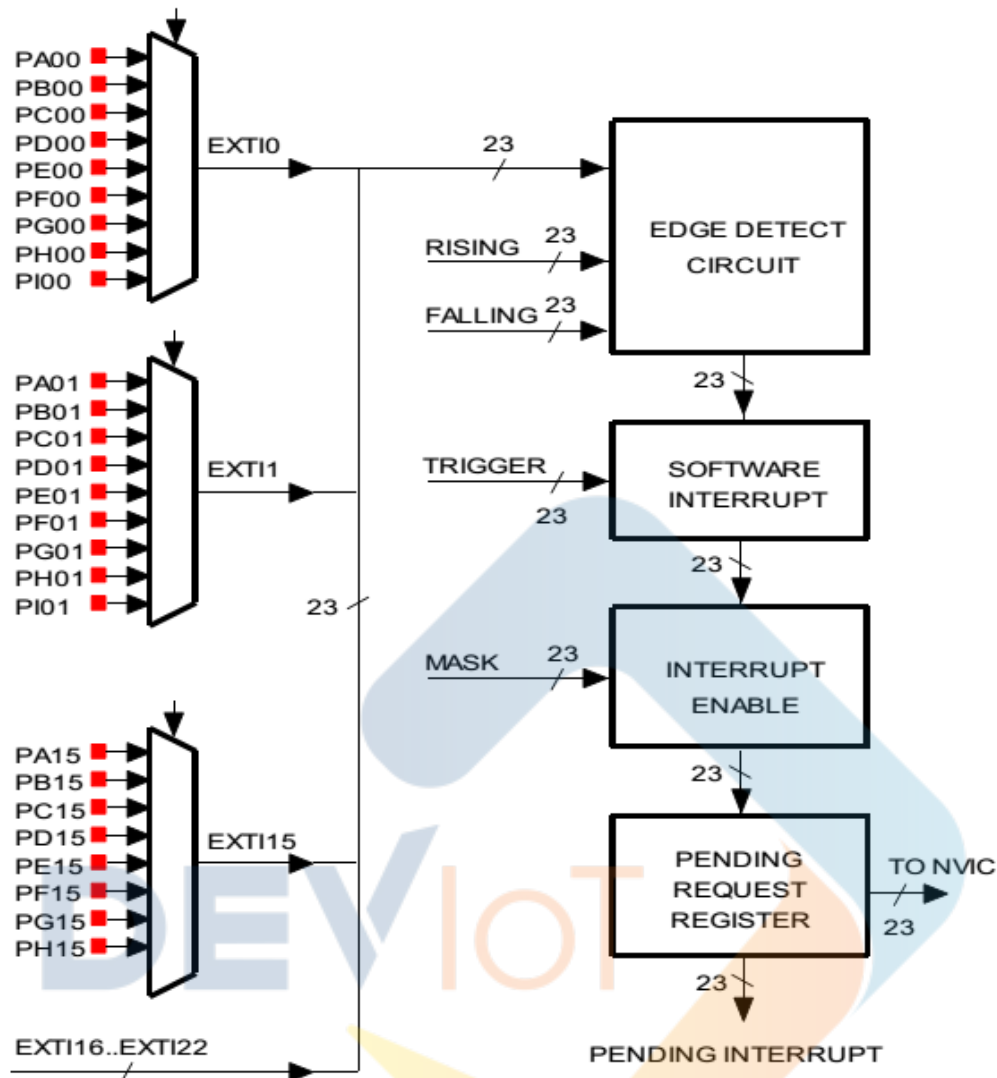 PA00
PB00
PC00
PD00
PE00
PF00
PG00
PH00
PI00
EXTI0
23
RISING
23
FALLING
23
EDGE DETECT
CIRCUIT
23
PA01
PB01
PC01
PD01
PE01
PF01
PG01
PH01
PI01
EXTI1
TRIGGER
23
SOFTWARE
INTERRUPT
23
23
MASK
23
INTERRUPT
ENABLE
23
PA15
PB15
PC15
PD15
PE15
PF15
PG15
PH15
EXTI15
PENDING
REQUEST
REGISTER
TO NVIC
23
23
PENDING INTERRUPT
EXTI16..EXTI22
DEVIoT